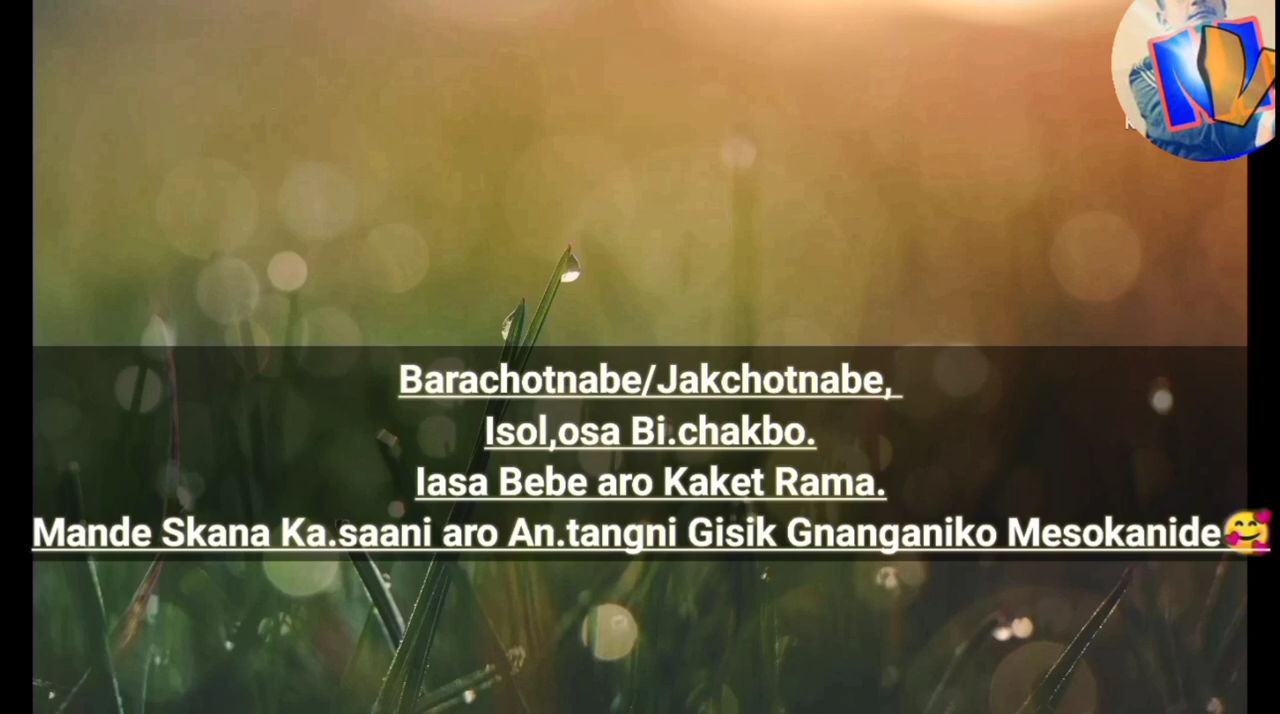 Barachotnabe/Jakchotnabe,
Isol,osa Bi.chakbo.
Iasa Bebe aro Kaket Rama.
Mande Skana Ka.saani aro An.tangni Gisik Gnanganiko Mesokanide🥰